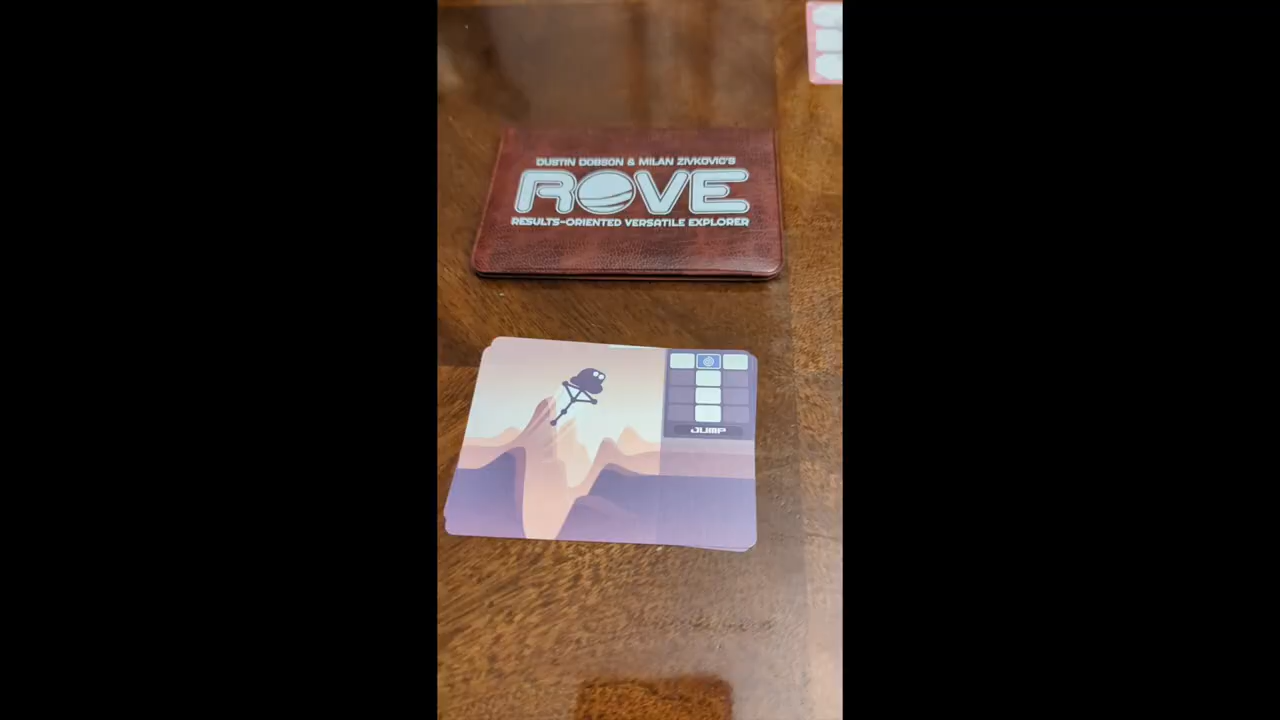 DUSTIN DOBSON & MILAN ZIVKOVIC'S
ROVE
RESULTS-ORIENTED VERSATILE EXPLORER
JUMP